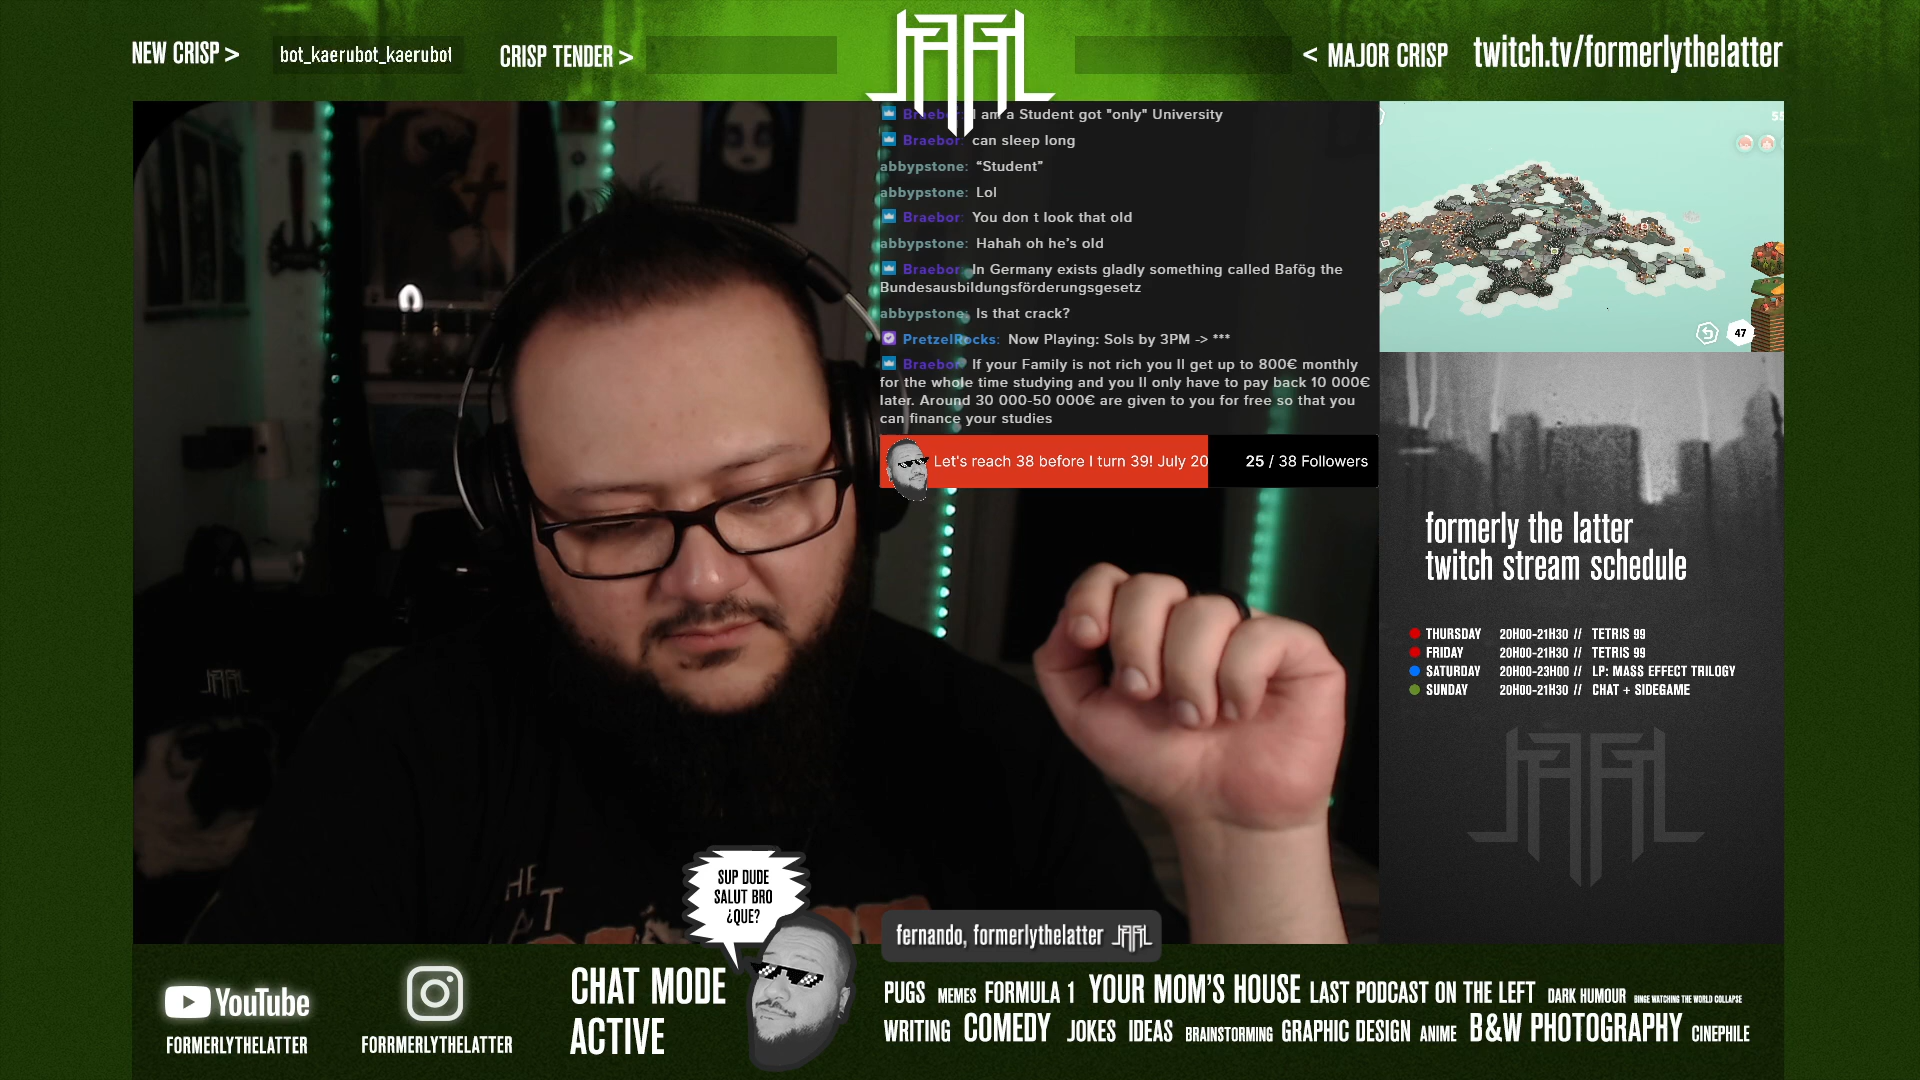 NEW CRISP >
bot_kaerubot_kaerubot
CRISP TENDER >
< MAJOR CRISP
twitch.tv/formerlythelatter
Braebor: I am a Student got "only" University
Braebor: can sleep long
abbypstone: “Student”
abbypstone: Lol
Braebor: You don t look that old
abbypstone: Hahah oh he’s old
Braebor: In Germany exists gladly something called Bafög the
Bundesausbildungsförderungsgesetz
abbypstone: Is that crack?
PretzelRocks: Now Playing: Sols by 3PM -> ***
Braebor: If your Family is not rich you ll get up to 800€ monthly
for the whole time studying and you ll only have to pay back 10 000€
later. Around 30 000-50 000€ are given to you for free so that you
can finance your studies
Let's reach 38 before I turn 39! July 20
25 / 38 Followers
47
formerly the latter
twitch stream schedule
THURSDAY 20H00-21H30 // TETRIS 99
FRIDAY 20H00-21H30 // TETRIS 99
SATURDAY 20H00-23H00 // LP: MASS EFFECT TRILOGY
SUNDAY 20H00-21H30 // CHAT + SIDEGAME
SUP DUDE
SALUT BRO
¿QUE?
fernando, formerlythelatter
YouTube
FORMERLYTHELATTER
FORRMERLYTHELATTER
CHAT MODE
ACTIVE
PUGS MEMES FORMULA 1 YOUR MOM'S HOUSE LAST PODCAST ON THE LEFT DARK HUMOUR BINGE WATCHING THE WORLD COLLAPSE
WRITING COMEDY JOKES IDEAS BRAINSTORMING GRAPHIC DESIGN ANIME B&W PHOTOGRAPHY CINEPHILE